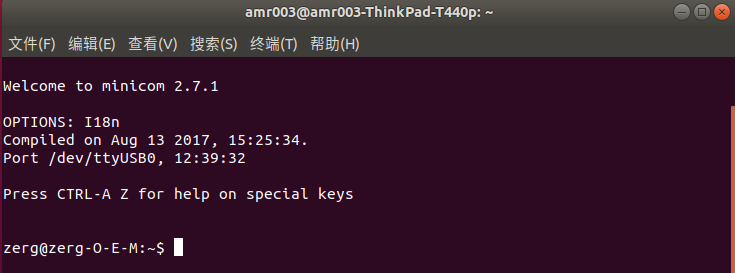 amr003@amr003-ThinkPad-T440p: ~
文件(F) 编辑(E) 查看(V) 搜索(S) 终端(T) 帮助(H)
Welcome to minicom 2.7.1
OPTIONS: I18n
Compiled on Aug 13 2017, 15:25:34.
Port /dev/ttyUSB0, 12:39:32
Press CTRL-A Z for help on special keys
zerg@zerg-O-E-M:~$